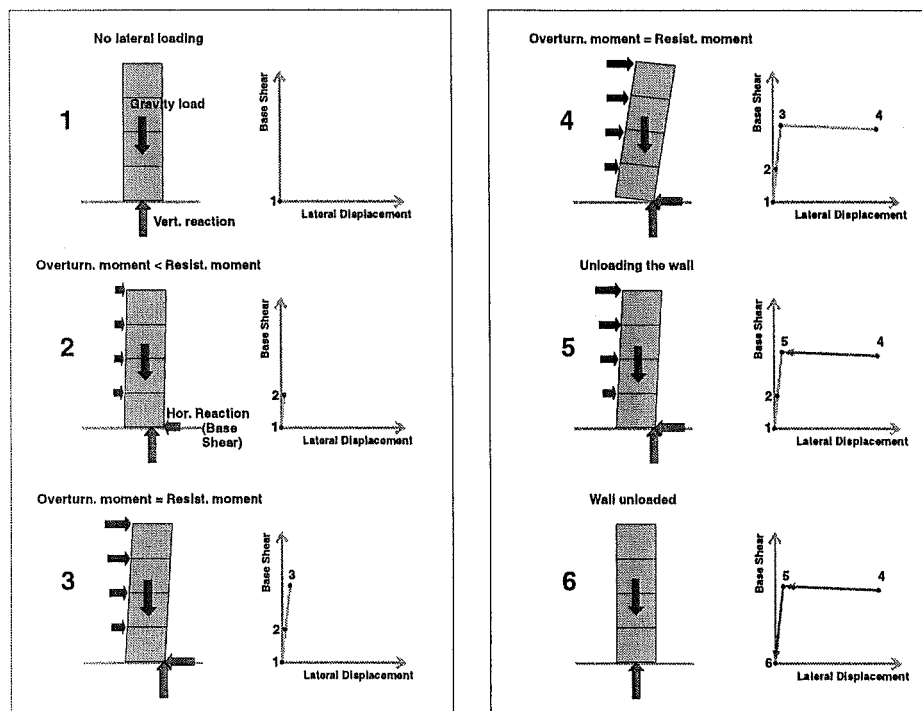 No lateral loading
1
Gravity load
Vert. reaction
Base Shear
1
Lateral Displacement
Overturn. moment < Resist. moment
2
Hor. Reaction
(Base
Shear)
Base Shear
2
1
Lateral Displacement
Overturn. moment = Resist. moment
3
Base Shear
3
2
1
Lateral Displacement
Overturn. moment = Resist. moment
4
Base Shear
3
4
2
1
Lateral Displacement
Unloading the wall
5
Base Shear
5
4
2
1
Lateral Displacement
Wall unloaded
6
Base Shear
5
4
6
Lateral Displacement